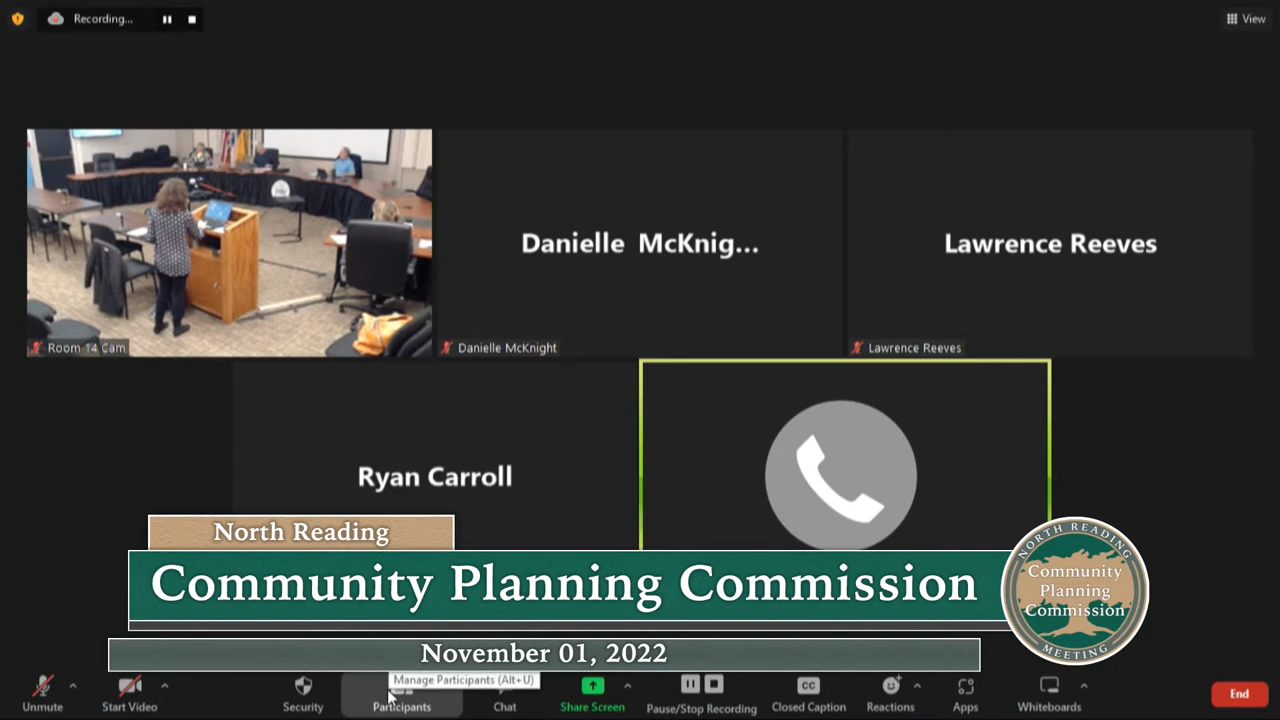 Recording...
View
Danielle McKnig...
Lawrence Reeves
Room 14 Cam
Danielle McKnight
Lawrence Reeves
Ryan Carroll
North Reading
Community Planning Commission
November 01, 2022
NORTH READING
Community
Planning
Commission
MEETING
Manage Participants (Alt+U)
Unmute
Start Video
Security
Participants
Chat
Share Screen
Pause/Stop Recording
CC
Closed Caption
Reactions
Apps
Whiteboards
End